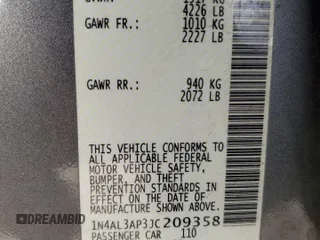 4226 LB
GAWR FR.: 1010 KG
2227 LB
GAWR RR.: 940 KG
2072 LB
THIS VEHICLE CONFORMS TO
ALL APPLICABLE FEDERAL
MOTOR VEHICLE SAFETY,
BUMPER, AND THEFT
PREVENTION STANDARDS IN
EFFECT ON THE DATE OF
MANUFACTURE SHOWN ABOVE.
1N4AL3AP3JC209358
PASSENGER CAR 110
DREAMBID